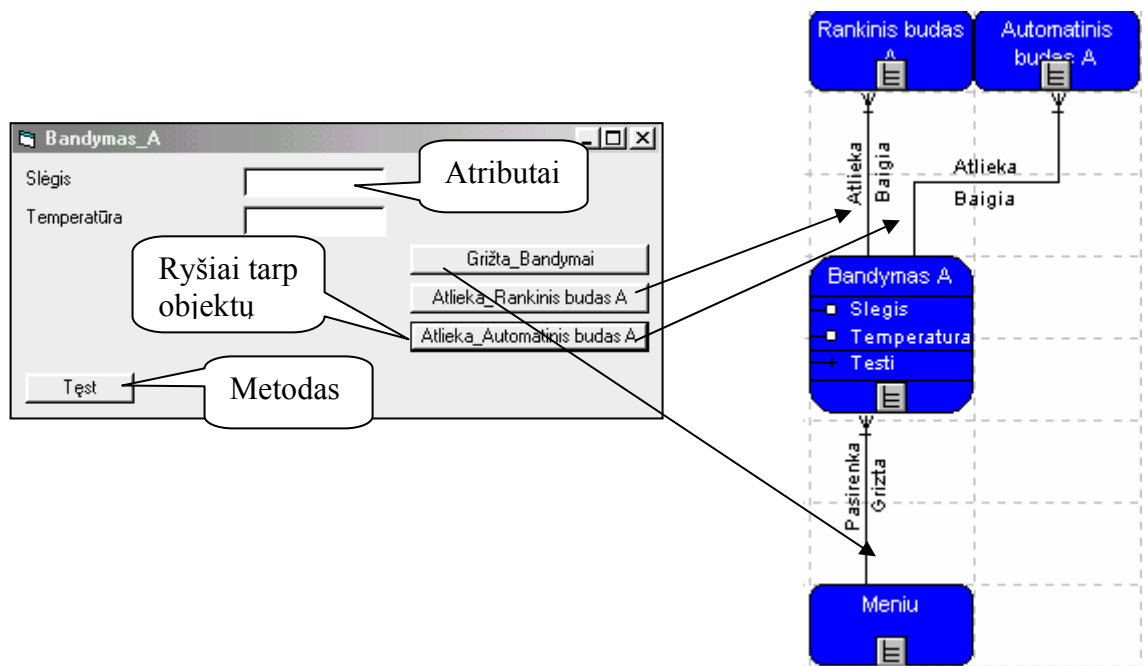 Bandymas_A
Slėgis
Temperatūra
Atributai
Ryšiai tarp
objektų
Grižta_Bandymai
Atlieka_Rankinis budas A
Atlieka_Automatinis budas A
Tęst
Metodas
Rankinis budas
A
Automatinis
budas A
Atlieka
Baigia
Atlieka
Baigia
Bandymas A
Slegis
Temperatura
Testi
Pasirenka
Grizta
Meniu